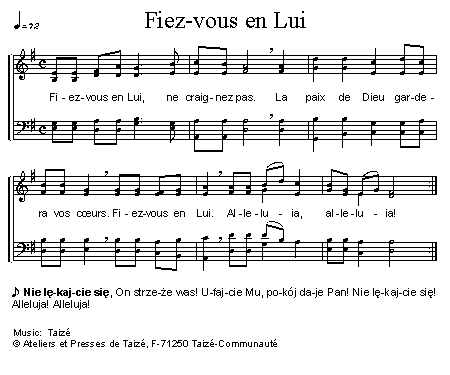 Fiez-vous en Lui
♩=72
Fi-ez-vous en Lui, ne craig-nez pas. La paix de Dieu gar-de-
ra vos cœurs. Fi-ez-vous en Lui. Al-le-lu-ia, al-le-lu-ia!
♪ Nie lę-kaj-cie się, On strze-że was! U-faj-cie Mu, po-kój da-je Pan! Nie lę-kaj-cie się!
Alleluja! Alleluja!
Music: Taizé
© Ateliers et Presses de Taizé, F-71250 Taizé-Communauté